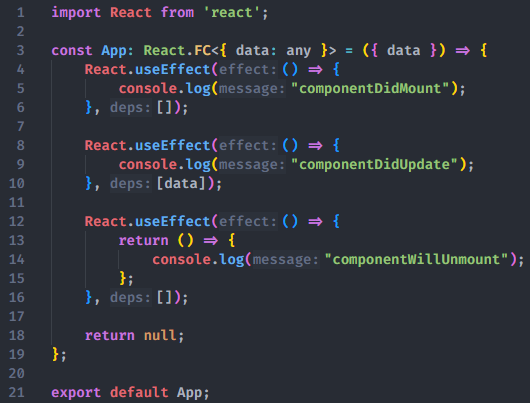 1 import React from 'react';
2
3 const App: React.FC<{ data: any }> = ({ data }) => {
4 React.useEffect(effect: () => {
5 console.log(message: "componentDidMount");
6 }, deps: []);
7
8 React.useEffect(effect: () => {
9 console.log(message: "componentDidUpdate");
10 }, deps: [data]);
11
12 React.useEffect(effect: () => {
13 return () => {
14 console.log(message: "componentWillUnmount");
15 };
16 }, deps: []);
17
18 return null;
19 };
20
21 export default App;